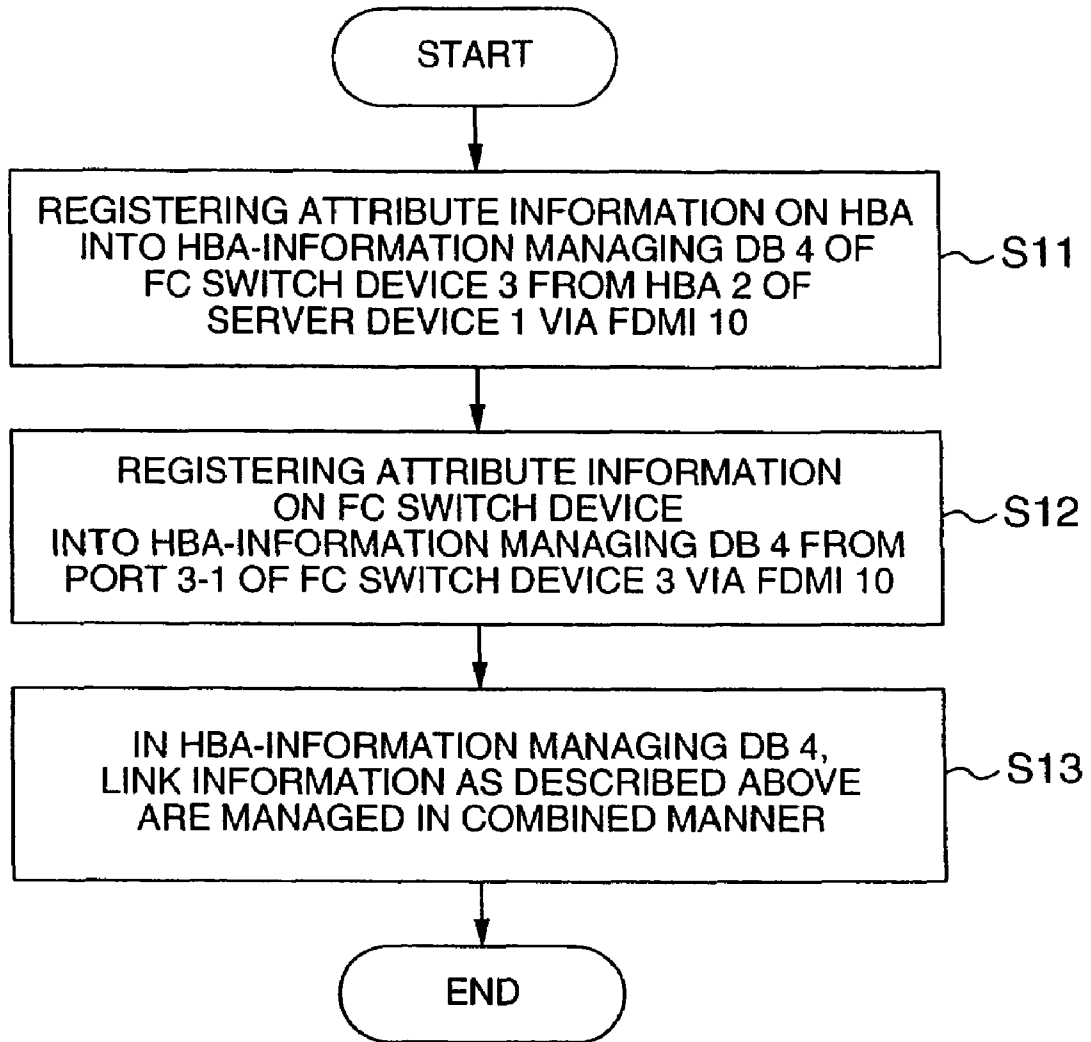 START
REGISTERING ATTRIBUTE INFORMATION ON HBA
INTO HBA-INFORMATION MANAGING DB 4 OF
FC SWITCH DEVICE 3 FROM HBA 2 OF
SERVER DEVICE 1 VIA FDMI 10
S11
REGISTERING ATTRIBUTE INFORMATION
ON FC SWITCH DEVICE
INTO HBA-INFORMATION MANAGING DB 4 FROM
PORT 3-1 OF FC SWITCH DEVICE 3 VIA FDMI 10
S12
IN HBA-INFORMATION MANAGING DB 4,
LINK INFORMATION AS DESCRIBED ABOVE
ARE MANAGED IN COMBINED MANNER
S13
END